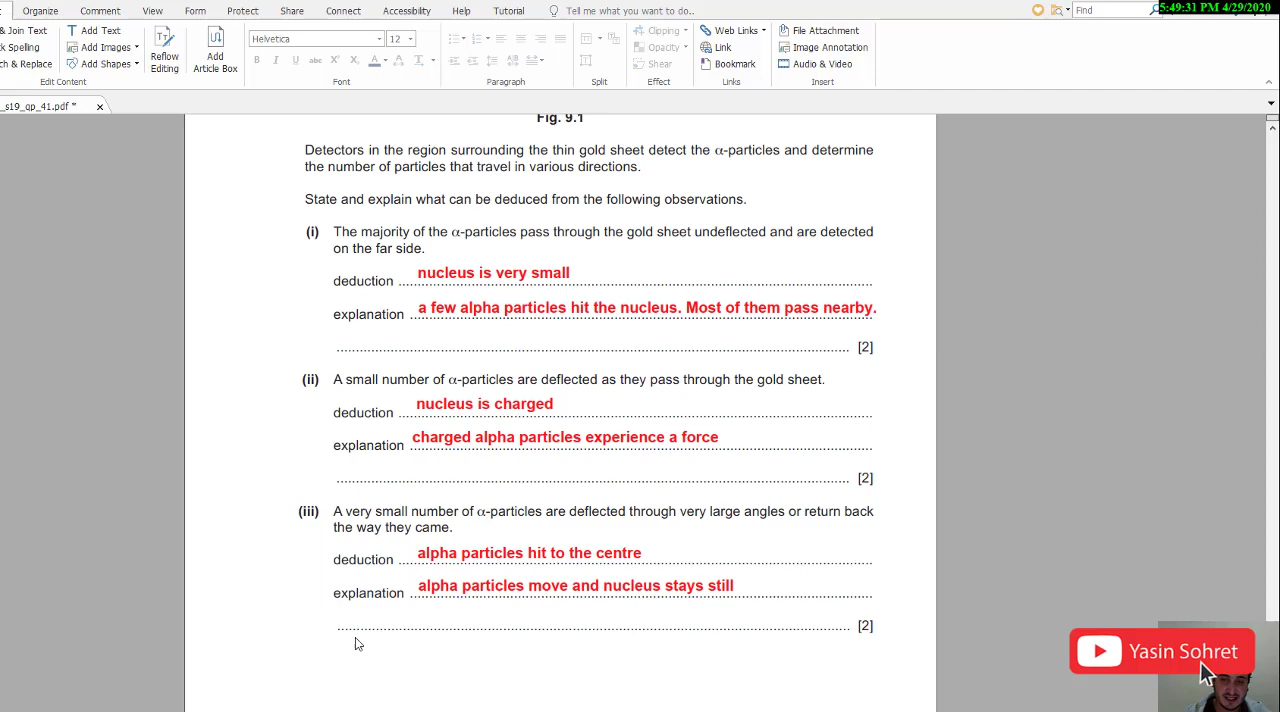 5:49:31 PM 4/29/2020
Organize Comment View Form Protect Share Connect Accessibility Help Tutorial Tell me what you want to do.. Find
n Join Text Add Text
ck Spelling Add Images
ch & Replace Add Shapes
Reflow Editing
Add Article Box
Edit Content
Helvetica 12
B I U abc X² X₂ A A T
Font
Paragraph
Split
Clipping
Opacity
Shear
Effect
Web Links
Link
Bookmark
Links
File Attachment
Image Annotation
Audio & Video
Insert
_s19_qp_41.pdf * ×
Fig. 9.1
Detectors in the region surrounding the thin gold sheet detect the α-particles and determine
the number of particles that travel in various directions.
State and explain what can be deduced from the following observations.
(i) The majority of the α-particles pass through the gold sheet undeflected and are detected
on the far side.
deduction nucleus is very small
explanation a few alpha particles hit the nucleus. Most of them pass nearby.
[2]
(ii) A small number of α-particles are deflected as they pass through the gold sheet.
deduction nucleus is charged
explanation charged alpha particles experience a force
[2]
(iii) A very small number of α-particles are deflected through very large angles or return back
the way they came.
deduction alpha particles hit to the centre
explanation alpha particles move and nucleus stays still
[2]
Yasin Sohret